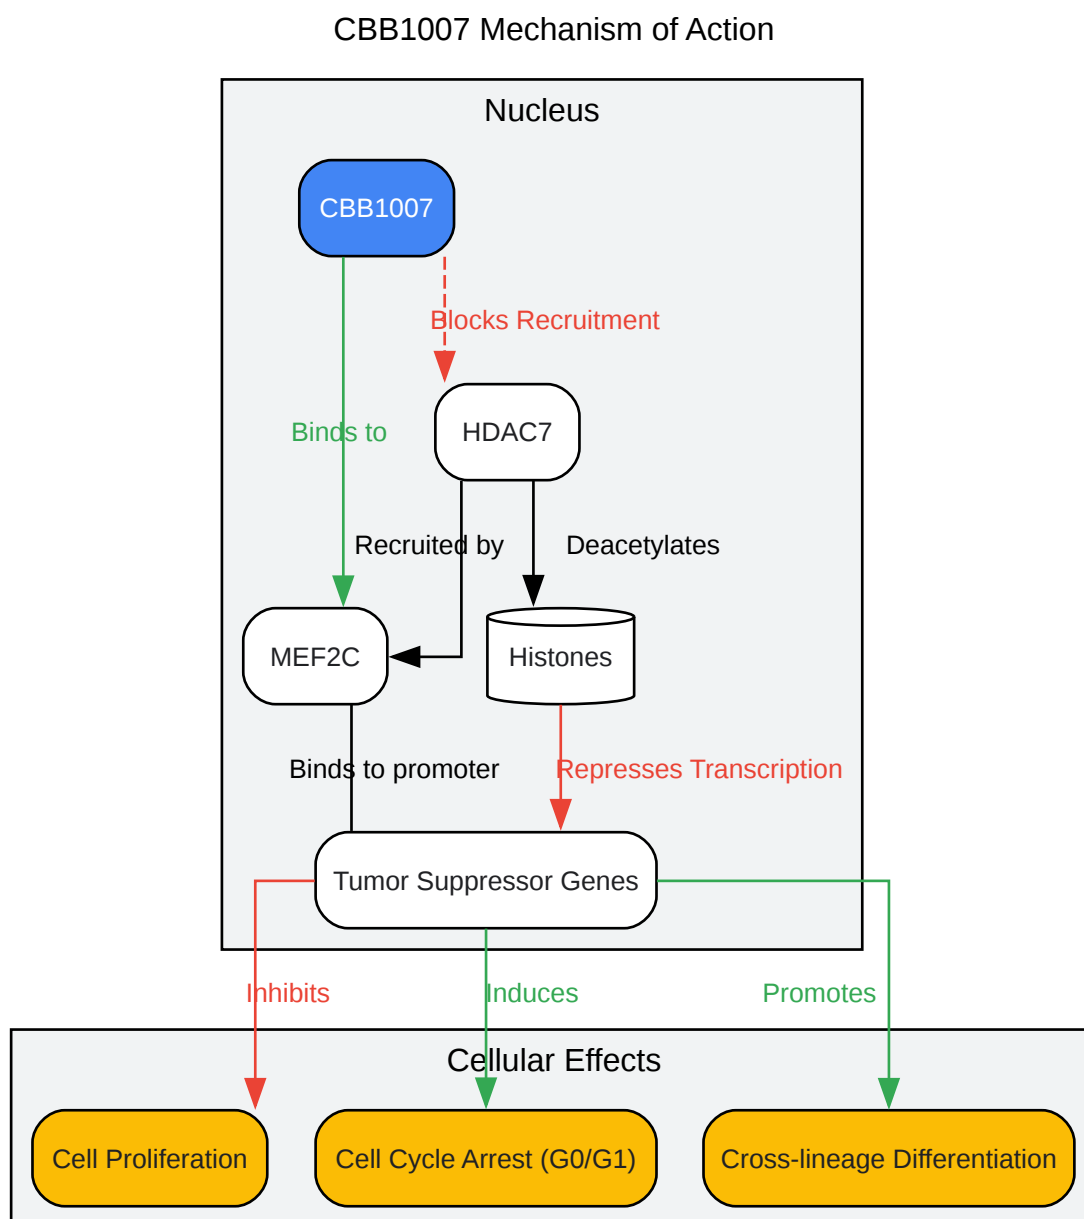 CBB1007 Mechanism of Action
Nucleus
CBB1007
Blocks Recruitment
Binds to
HDAC7
Recruited by
Deacetylates
MEF2C
Histones
Binds to promoter
Represses Transcription
Tumor Suppressor Genes
Inhibits
Induces
Promotes
Cellular Effects
Cell Proliferation
Cell Cycle Arrest (G0/G1)
Cross-lineage Differentiation